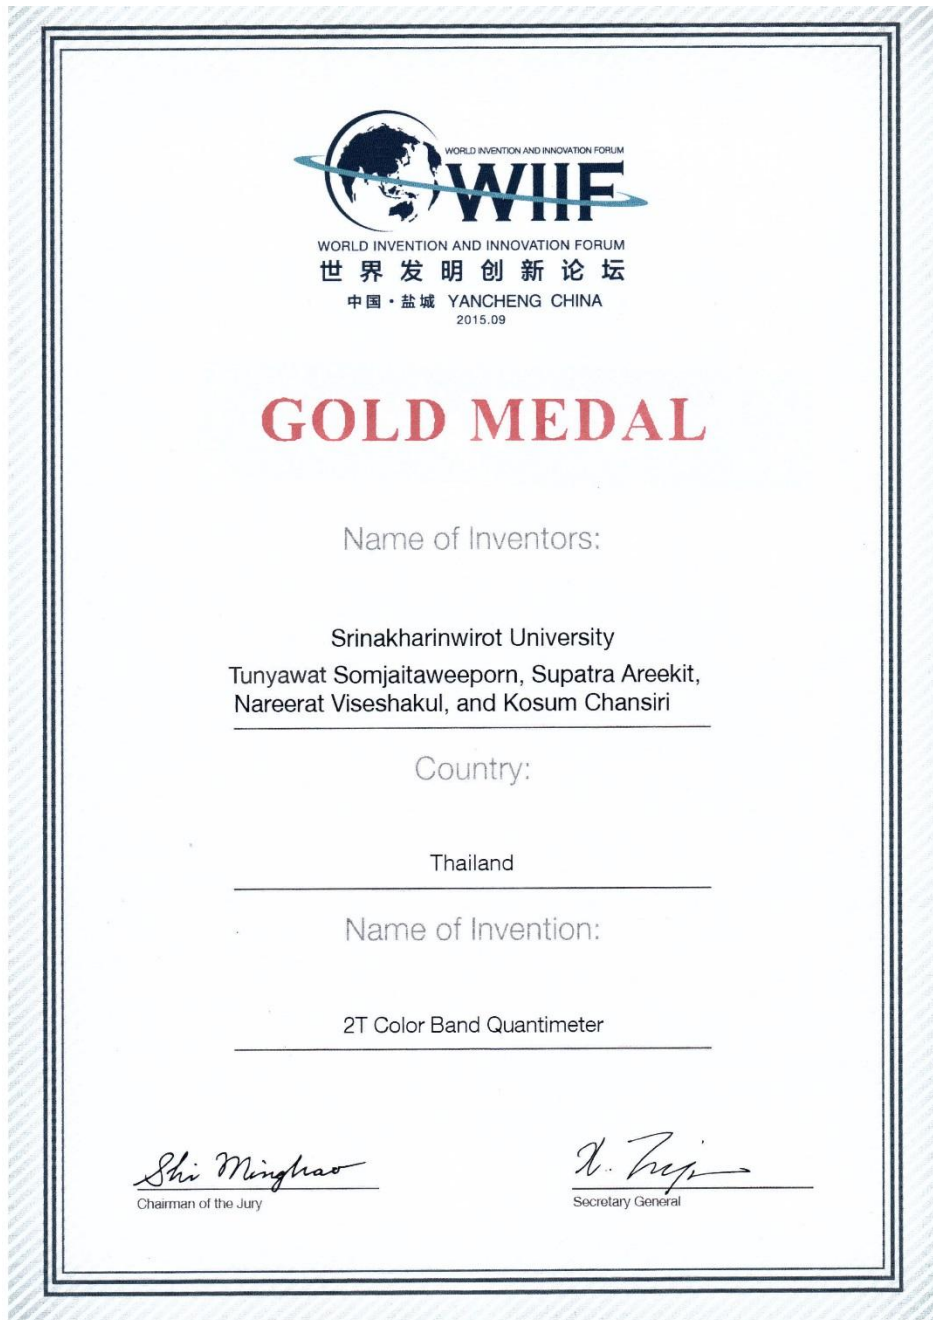 WORLD INVENTION AND INNOVATION FORUM
WIIF
WORLD INVENTION AND INNOVATION FORUM
世界发明创新论坛
中国·盐城 YANCHENG CHINA
2015.09
GOLD MEDAL
Name of Inventors:
Srinakharinwirot University
Tunyawat Somjaitaweeporn, Supatra Areekit,
Nareerat Viseshakul, and Kosum Chansiri
Country:
Thailand
Name of Invention:
2T Color Band Quantimeter
Shi Minghao
Chairman of the Jury
Secretary General